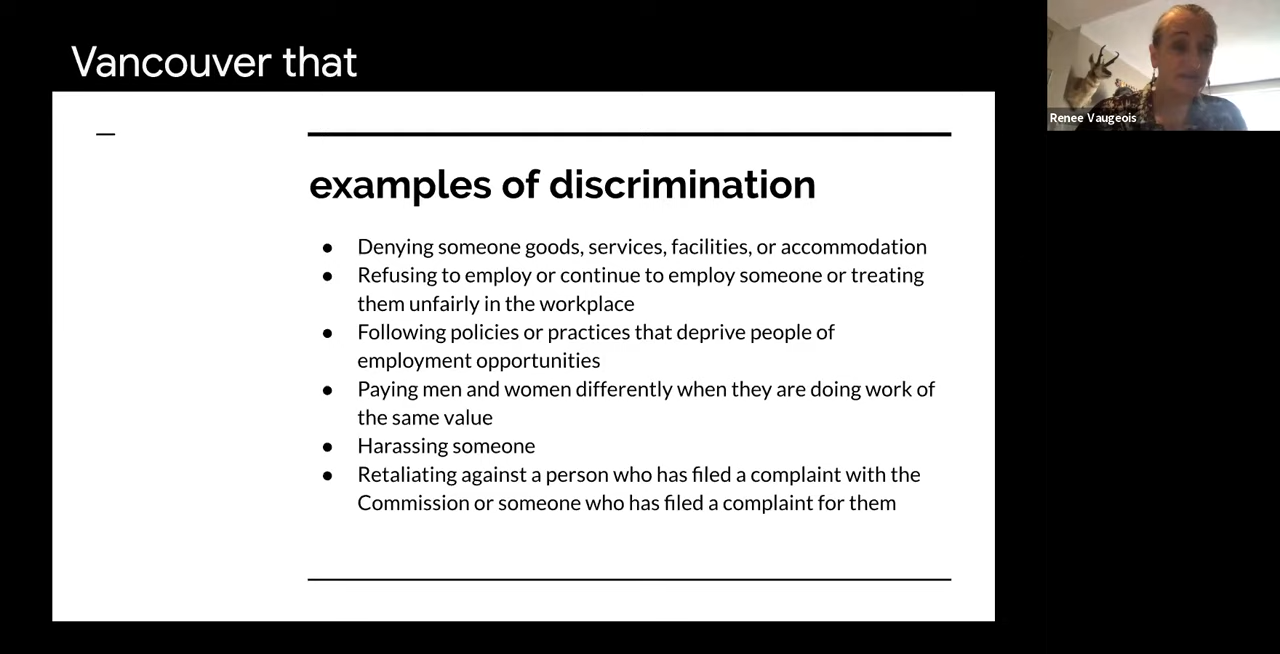 Vancouver that
Renee Vaugeois
examples of discrimination
● Denying someone goods, services, facilities, or accommodation
● Refusing to employ or continue to employ someone or treating
them unfairly in the workplace
● Following policies or practices that deprive people of
employment opportunities
● Paying men and women differently when they are doing work of
the same value
● Harassing someone
● Retaliating against a person who has filed a complaint with the
Commission or someone who has filed a complaint for them